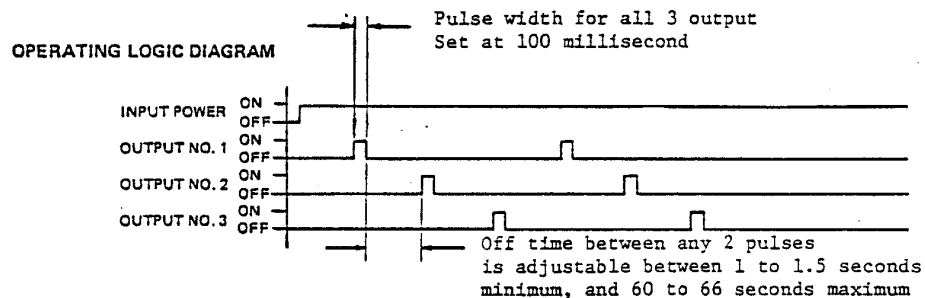 Pulse width for all 3 output
Set at 100 millisecond
OPERATING LOGIC DIAGRAM
INPUT POWER ON
OFF
OUTPUT NO. 1 ON
OFF
OUTPUT NO. 2 ON
OFF
OUTPUT NO. 3 ON
OFF
Off time between any 2 pulses
is adjustable between 1 to 1.5 seconds
minimum, and 60 to 66 seconds maximum